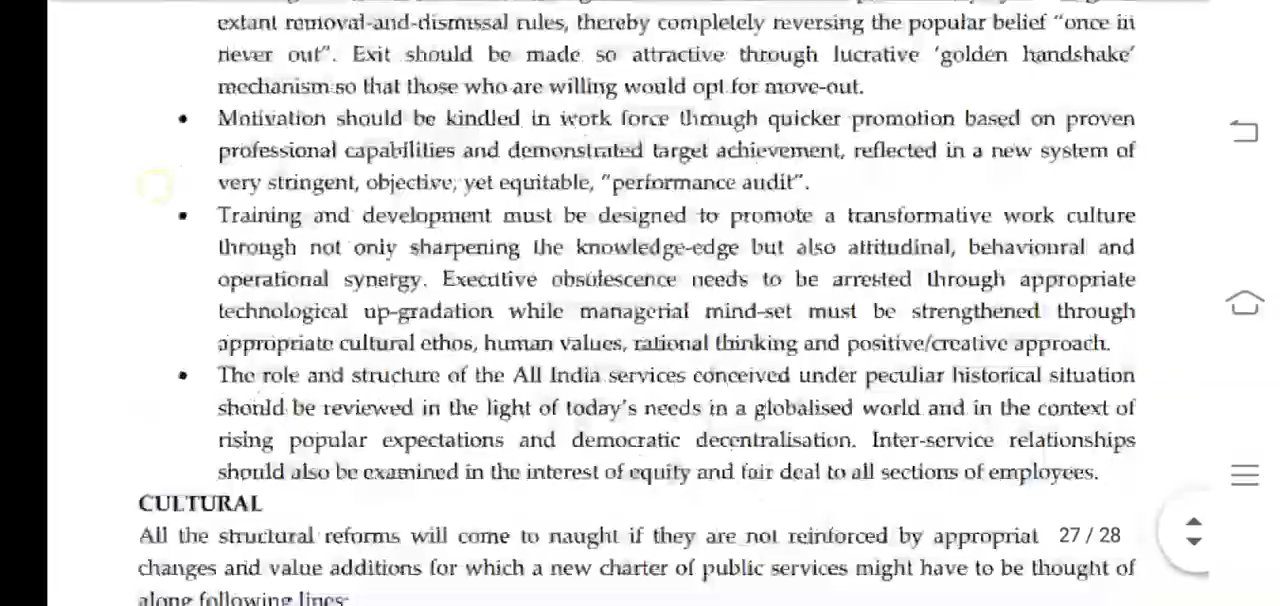 extant removal-and-dismissal rules, thereby completely reversing the popular belief "once in
never out". Exit should be made so attractive through lucrative 'golden handshake'
mechanism so that those who are willing would opt for move-out.
• Motivation should be kindled in work force through quicker promotion based on proven
professional capabilities and demonstrated target achievement, reflected in a new system of
very stringent, objective, yet equitable, "performance audit".
• Training and development must be designed to promote a transformative work culture
through not only sharpening the knowledge-edge but also attitudinal, behavioural and
operational synergy. Executive obsolescence needs to be arrested through appropriate
technological up-gradation while managerial mind-set must be strengthened through
appropriate cultural ethos, human values, rational thinking and positive/creative approach.
• The role and structure of the All India services conceived under peculiar historical situation
should be reviewed in the light of today's needs in a globalised world and in the context of
rising popular expectations and democratic decentralisation. Inter-service relationships
should also be examined in the interest of equity and fair deal to all sections of employees.
CULTURAL
All the structural reforms will come to naught if they are not reinforced by appropriat 27 / 28
changes and value additions for which a new charter of public services might have to be thought of
along following lines-